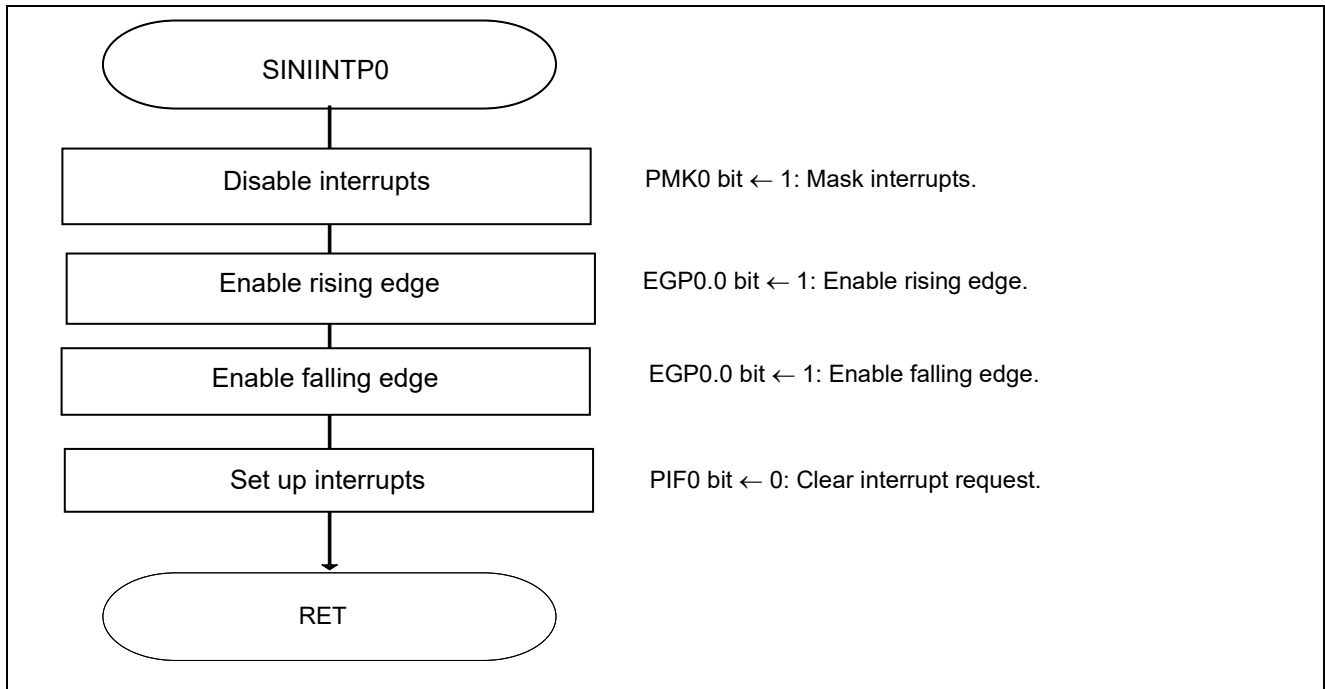 SINIINTP0
Disable interrupts PMK0 bit ← 1: Mask interrupts.
Enable rising edge EGP0.0 bit ← 1: Enable rising edge.
Enable falling edge EGP0.0 bit ← 1: Enable falling edge.
Set up interrupts PIF0 bit ← 0: Clear interrupt request.
RET